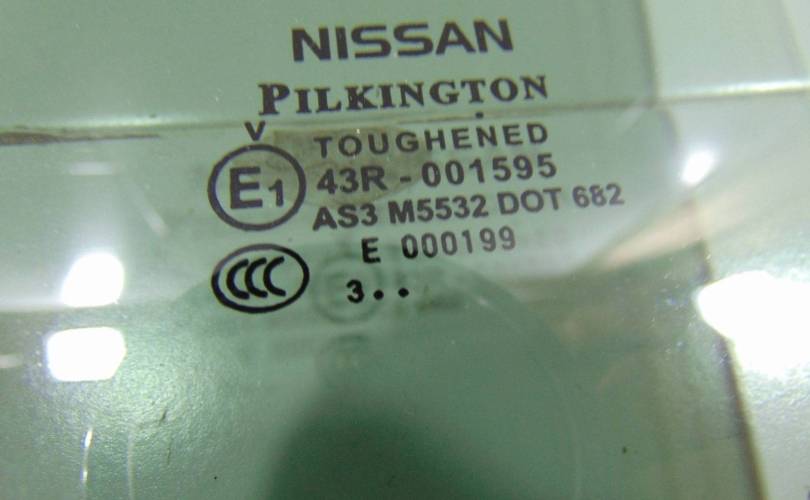 NISSAN
PILKINGTON
V
TOUGHENED
E1 43R - 001595
AS3 M5532 DOT 682
E 000199
CCC
3..